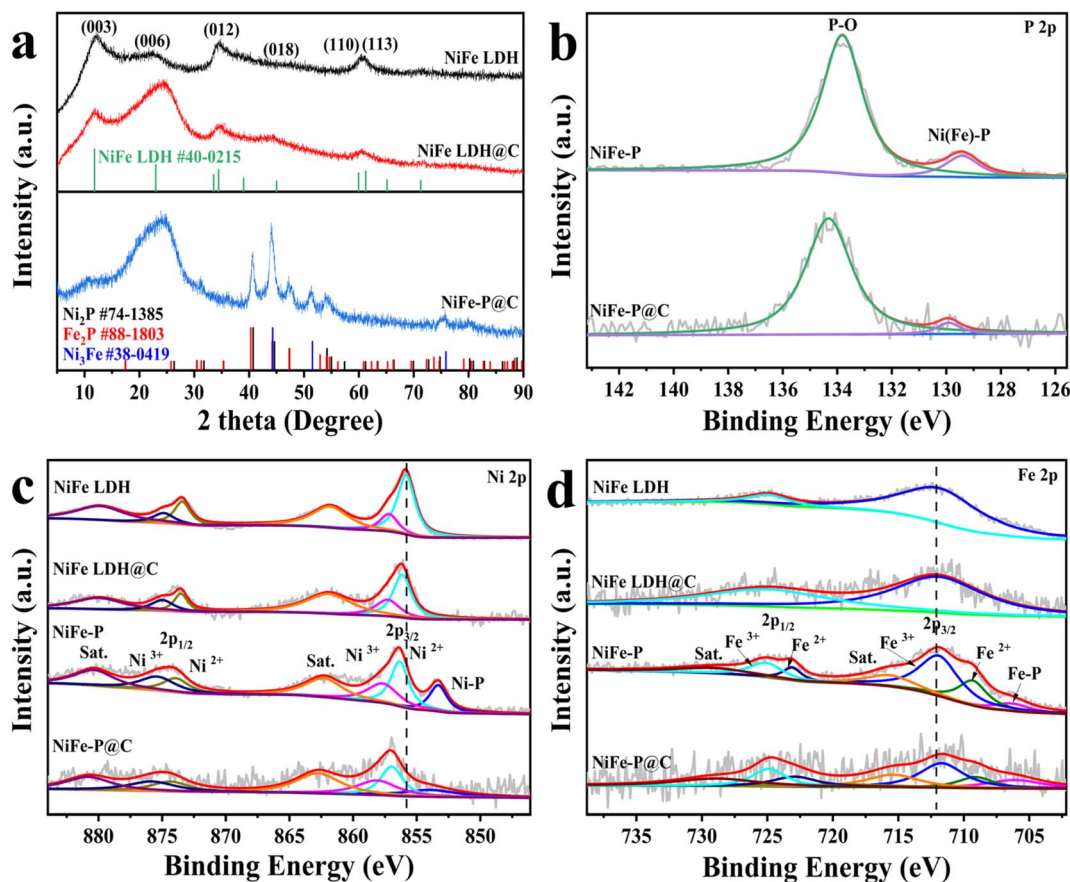 a
(003)
(006)
(012)
(018)
(110)
(113)
NiFe LDH
NiFe LDH@C
NiFe LDH #40-0215
NiFe-P@C
Ni₂P #74-1385
Fe₂P #88-1803
Ni₃Fe #38-0419
Intensity (a.u.)
10 20 30 40 50 60 70 80 90
2 theta (Degree)
b
P-O
P 2p
Ni(Fe)-P
NiFe-P
NiFe-P@C
Intensity (a.u.)
142 140 138 136 134 132 130 128 126
Binding Energy (eV)
c
Ni 2p
NiFe LDH
NiFe LDH@C
NiFe-P
2p₁/₂
2p₃/₂
Sat.
Ni ³⁺
Ni ²⁺
Sat.
Ni ³⁺
Ni ²⁺
Ni-P
NiFe-P@C
Intensity (a.u.)
880 875 870 865 860 855 850
Binding Energy (eV)
d
Fe 2p
NiFe LDH
NiFe LDH@C
NiFe-P
2p₁/₂
2p₃/₂
Sat.
Fe ³⁺
Fe ²⁺
Sat.
Fe ³⁺
Fe ²⁺
Fe-P
NiFe-P@C
Intensity (a.u.)
735 730 725 720 715 710 705
Binding Energy (eV)